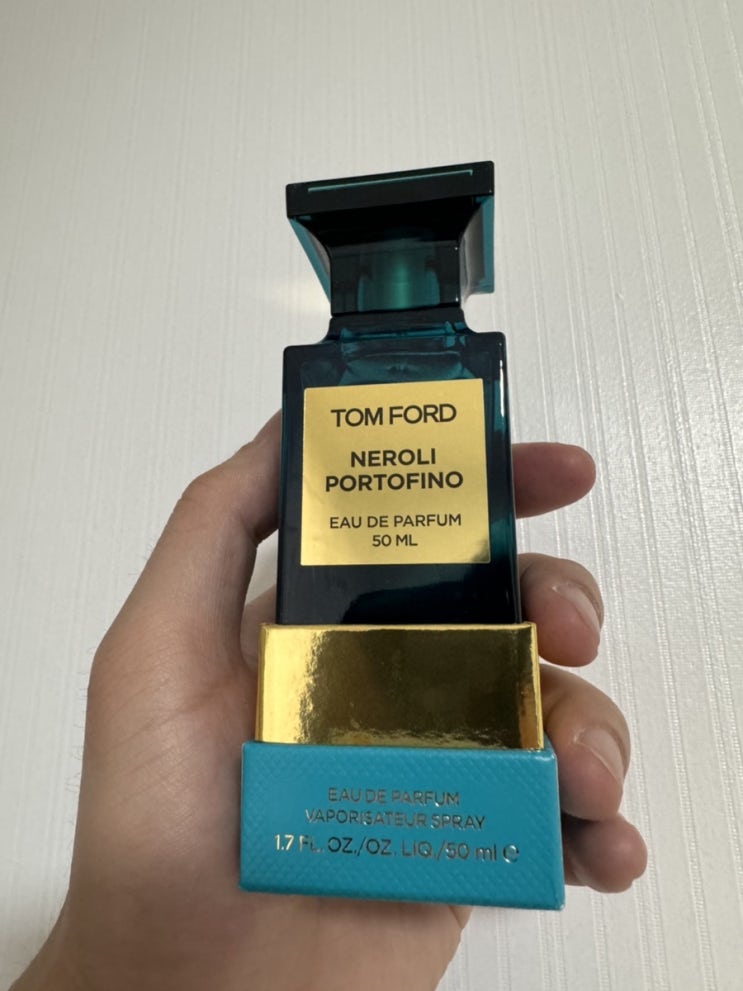 TOM FORD
NEROLI
PORTOFINO
EAU DE PARFUM
50 ML
EAU DE PARFUM
VAPORISATEUR SPRAY
1.7 FL.OZ./OZ. LIQ./50 ml ℮